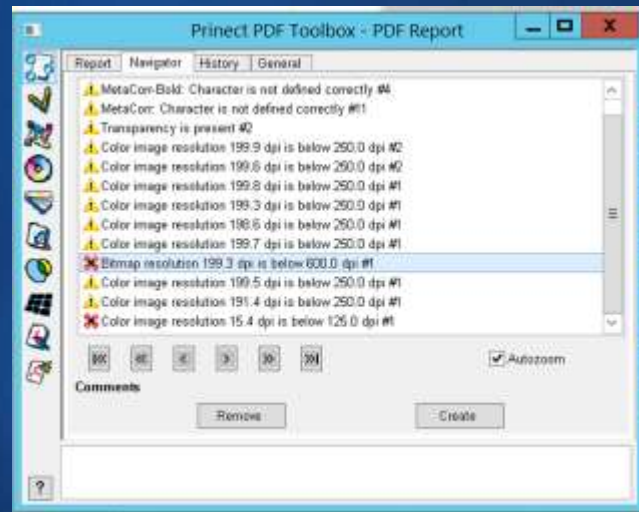 Prinect PDF Toolbox - PDF Report
Report Navigator History General
MetaCorr-Bold: Character is not defined correctly #4
MetaCorr: Character is not defined correctly #11
Transparency is present #2
Color image resolution 199.9 dpi is below 250.0 dpi #2
Color image resolution 199.6 dpi is below 250.0 dpi #2
Color image resolution 199.8 dpi is below 250.0 dpi #1
Color image resolution 199.3 dpi is below 250.0 dpi #1
Color image resolution 198.6 dpi is below 250.0 dpi #1
Color image resolution 199.7 dpi is below 250.0 dpi #1
Bitmap resolution 199.3 dpi is below 600.0 dpi #1
Color image resolution 199.5 dpi is below 250.0 dpi #1
Color image resolution 191.4 dpi is below 250.0 dpi #1
Color image resolution 15.4 dpi is below 125.0 dpi #1
Autozoom
Comments
Remove Create
?